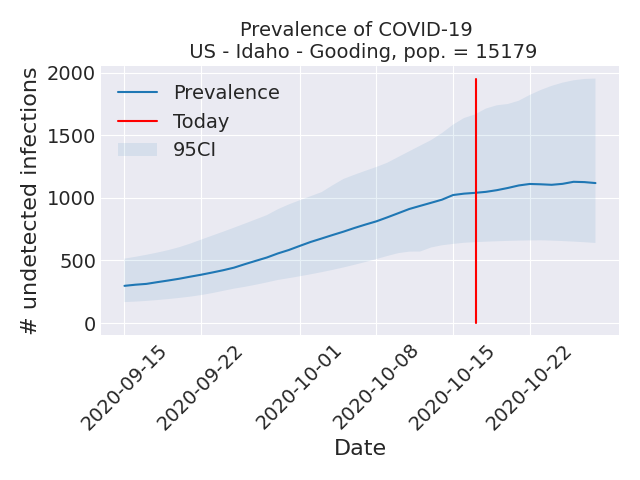 Prevalence of COVID-19
US - Idaho - Gooding, pop. = 15179
# undetected infections
2000
1500
1000
500
0
Prevalence
Today
95CI
2020-09-15
2020-09-22
2020-10-01
2020-10-08
2020-10-15
2020-10-22
Date